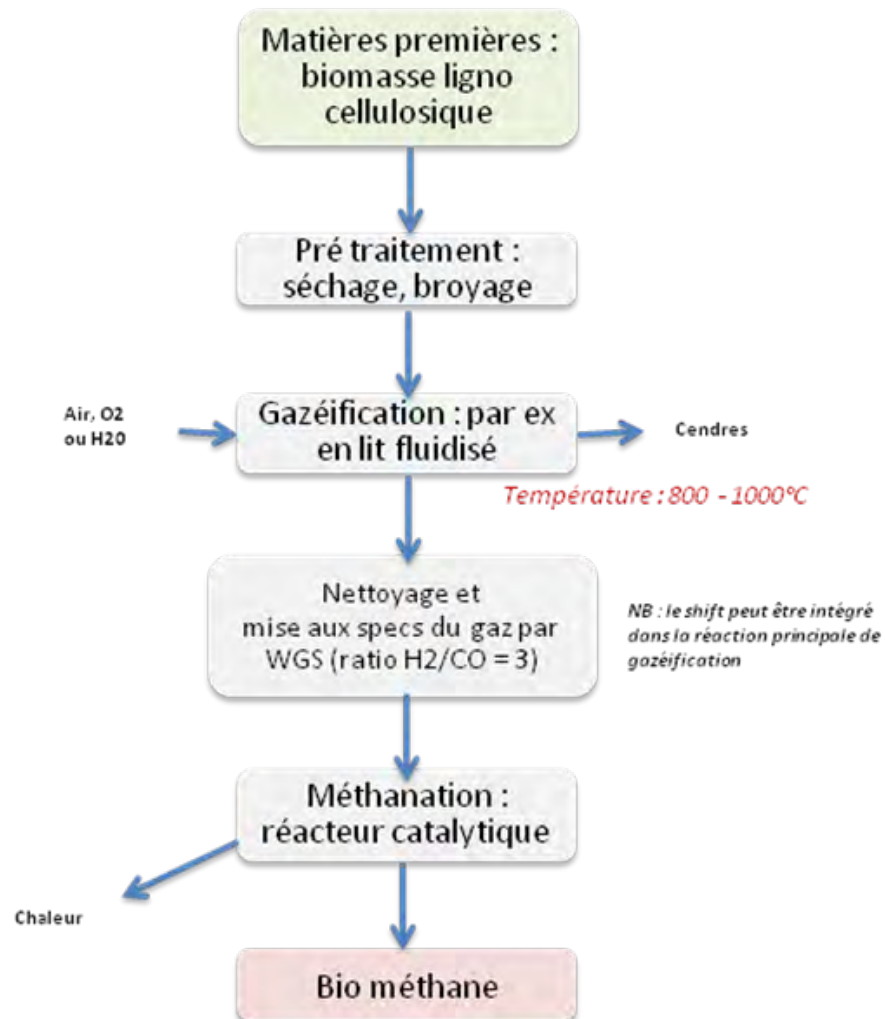 Matières premières :
biomasse ligno
cellulosique
Pré traitement :
séchage, broyage
Air, O2
ou H20
Gazéification : par ex
en lit fluidisé
Cendres
Température : 800 - 1000°C
Nettoyage et
mise aux specs du gaz par
WGS (ratio H2/CO = 3)
NB : le shift peut être intégré
dans la réaction principale de
gazéification
Méthanation :
réacteur catalytique
Chaleur
Bio méthane